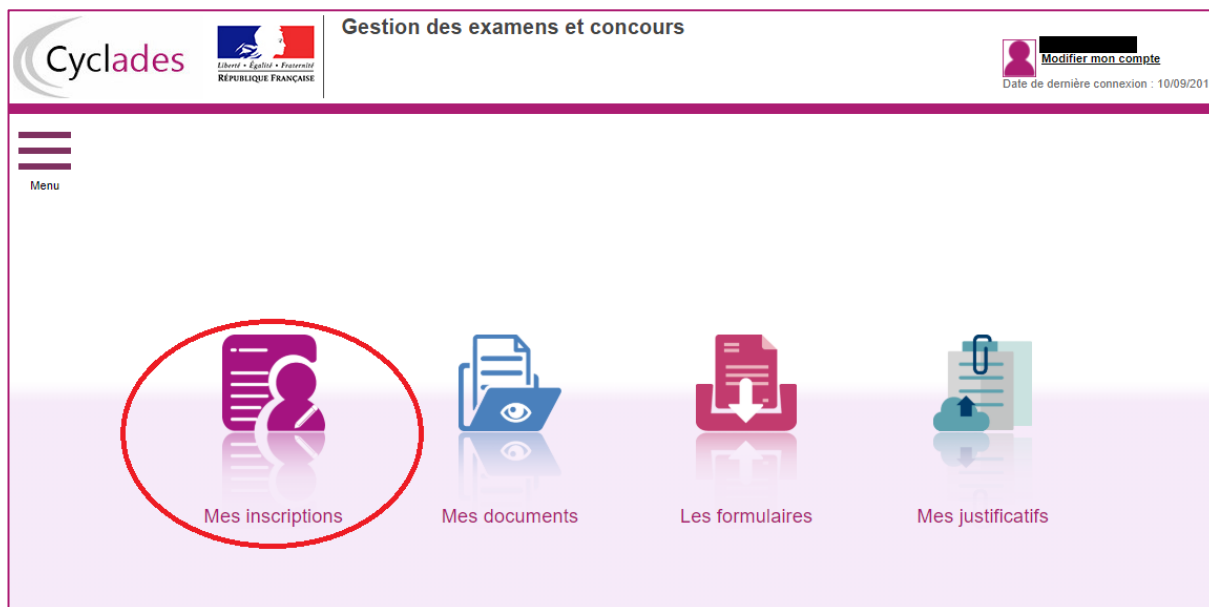 Gestion des examens et concours
Cyclades
Liberté • Égalité • Fraternité
RÉPUBLIQUE FRANÇAISE
Modifier mon compte
Date de dernière connexion : 10/09/201
Menu
Mes inscriptions
Mes documents
Les formulaires
Mes justificatifs